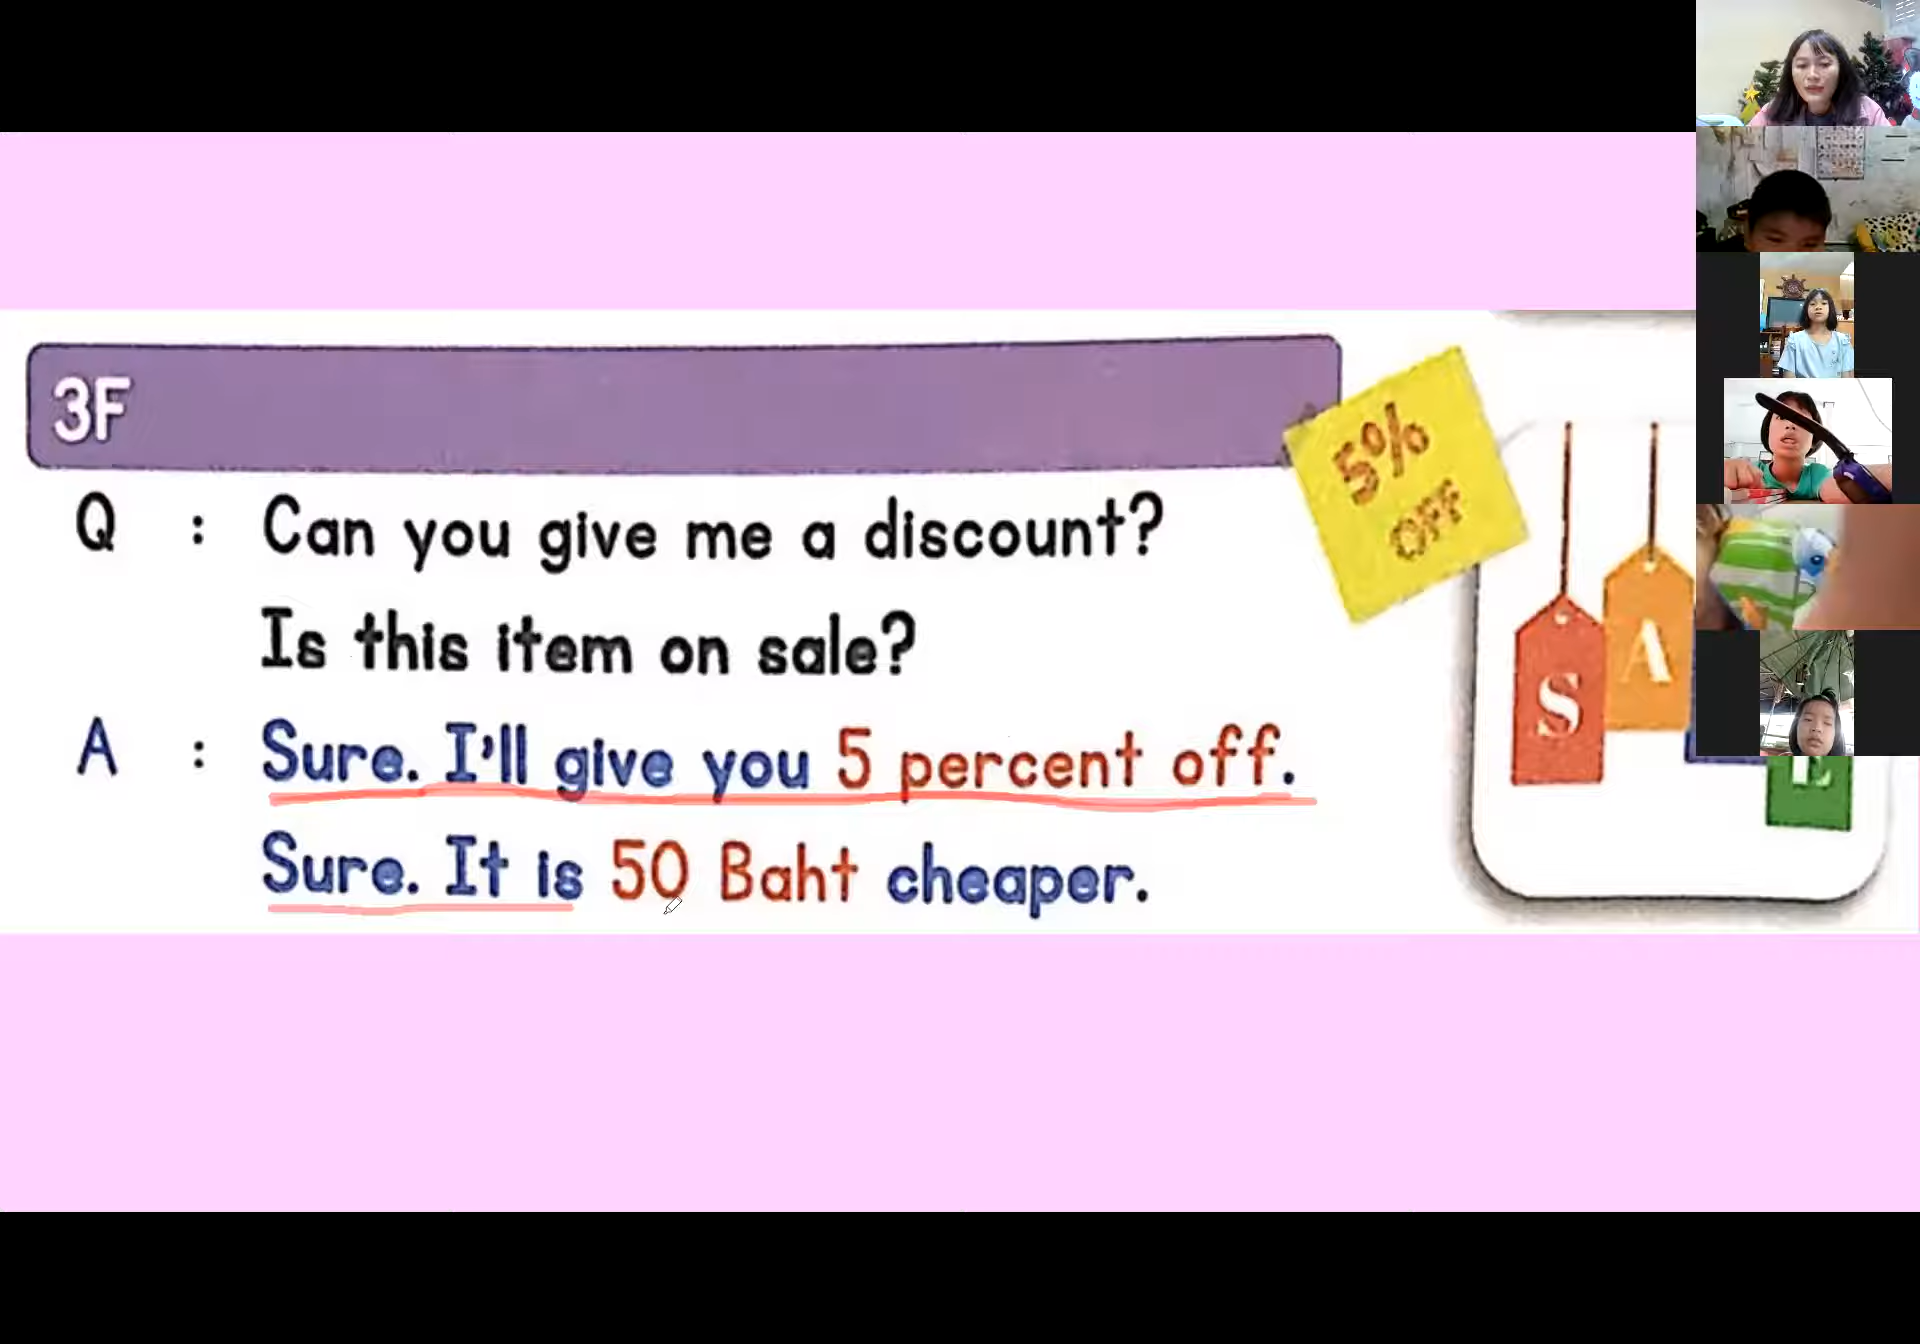 3F
5%
OFF
Q : Can you give me a discount?
Is this item on sale?
A : Sure. I'll give you 5 percent off.
Sure. It is 50 Baht cheaper.
S
A
E